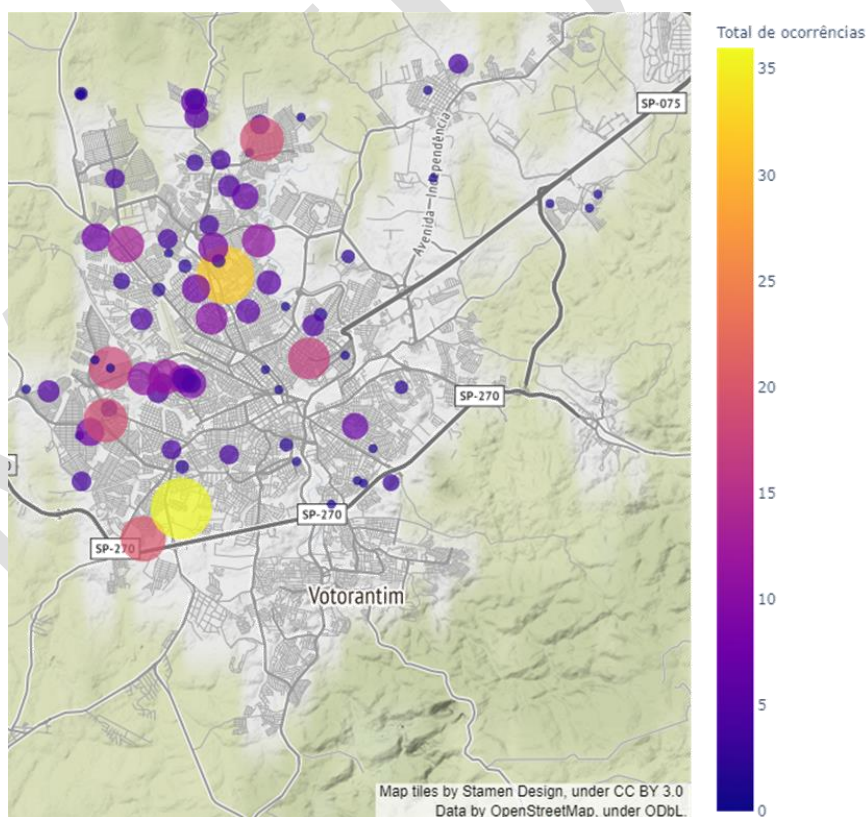 Total de ocorrências
35
30
25
20
15
10
5
0
SP-075
Avenida—Independência
SP-270
SP-270
SP-270
Votorantim
Map tiles by Stamen Design, under CC BY 3.0
Data by OpenStreetMap, under ODbL.